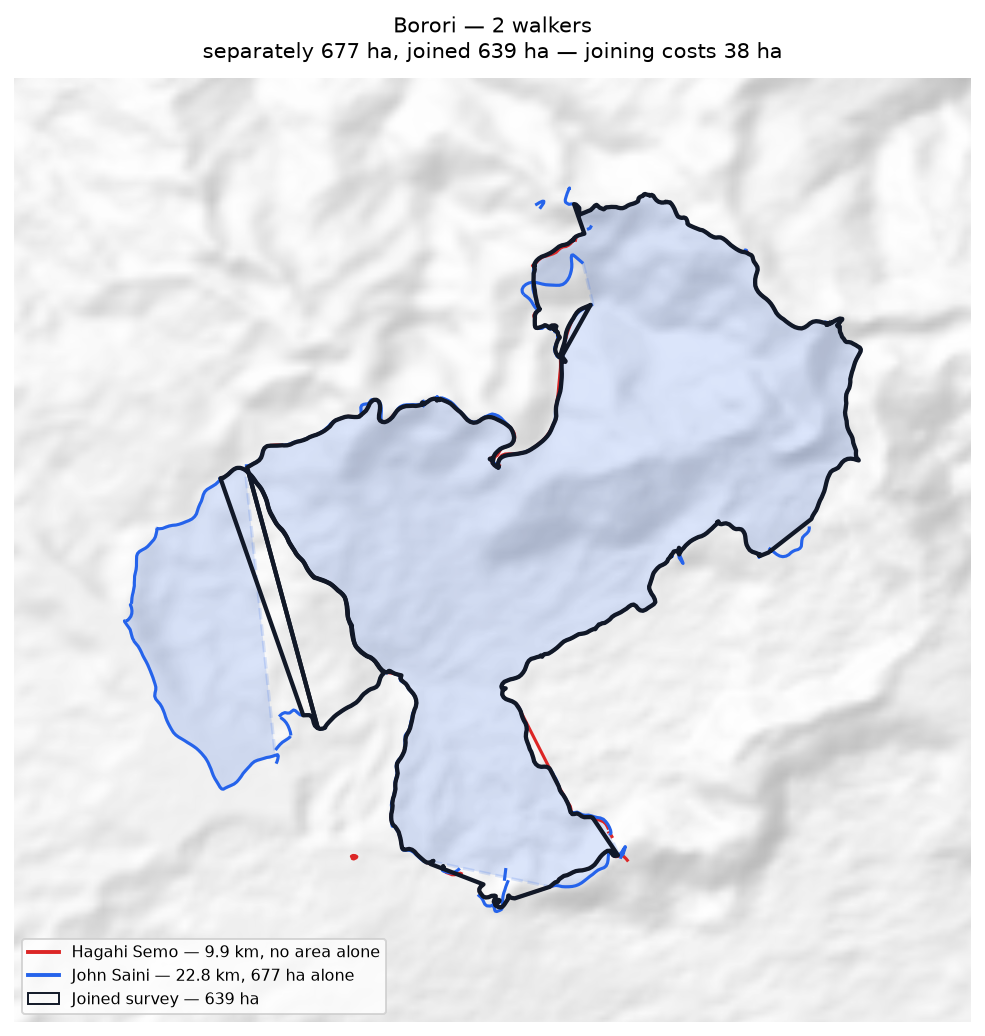 Borori — 2 walkers
separately 677 ha, joined 639 ha — joining costs 38 ha
Hagahi Semo — 9.9 km, no area alone
John Saini — 22.8 km, 677 ha alone
Joined survey — 639 ha